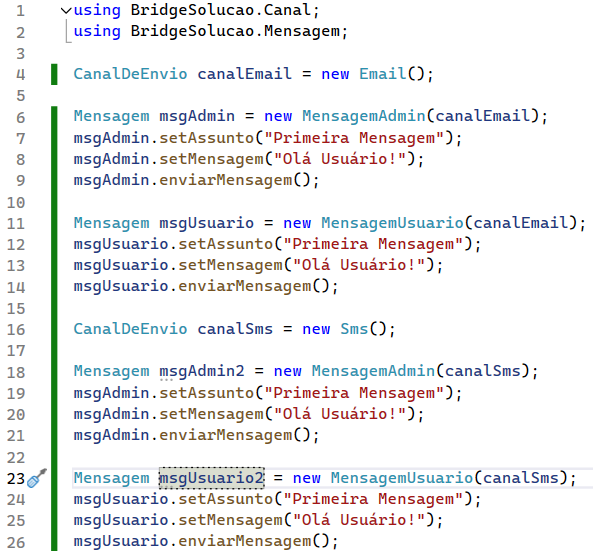 1 using BridgeSolucao.Canal;
2 using BridgeSolucao.Mensagem;
3
4 CanalDeEnvio canalEmail = new Email();
5
6 Mensagem msgAdmin = new MensagemAdmin(canalEmail);
7 msgAdmin.setAssunto("Primeira Mensagem");
8 msgAdmin.setMensagem("Olá Usuário!");
9 msgAdmin.enviarMensagem();
10
11 Mensagem msgUsuario = new MensagemUsuario(canalEmail);
12 msgUsuario.setAssunto("Primeira Mensagem");
13 msgUsuario.setMensagem("Olá Usuário!");
14 msgUsuario.enviarMensagem();
15
16 CanalDeEnvio canalSms = new Sms();
17
18 Mensagem msgAdmin2 = new MensagemAdmin(canalSms);
19 msgAdmin.setAssunto("Primeira Mensagem");
20 msgAdmin.setMensagem("Olá Usuário!");
21 msgAdmin.enviarMensagem();
22
23 Mensagem msgUsuario2 = new MensagemUsuario(canalSms);
24 msgUsuario.setAssunto("Primeira Mensagem");
25 msgUsuario.setMensagem("Olá Usuário!");
26 msgUsuario.enviarMensagem();